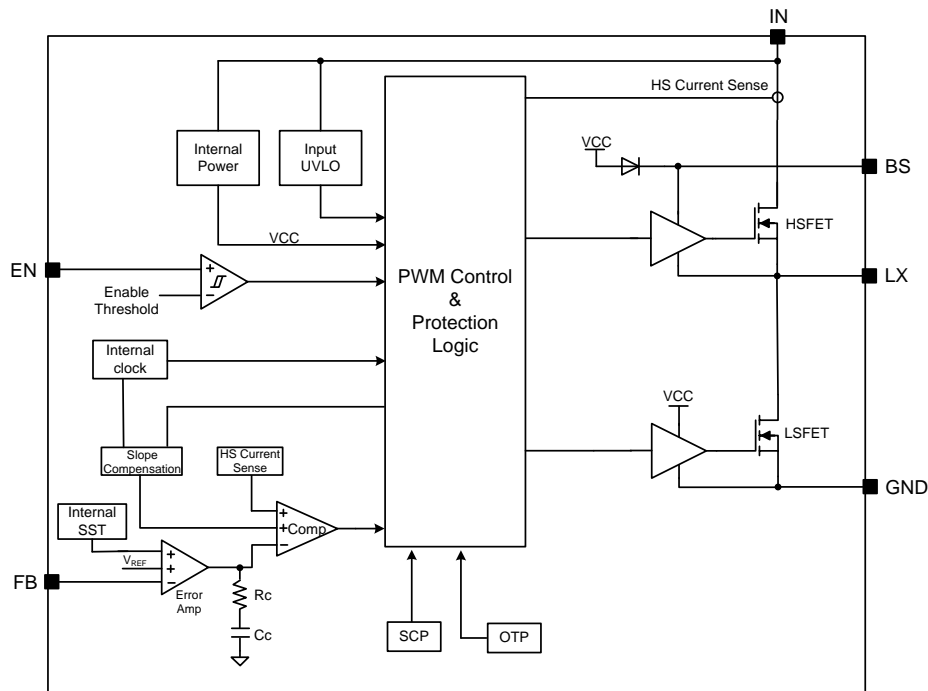 IN
HS Current Sense
Internal
Power
Input
UVLO
VCC
BS
HSFET
VCC
EN
+
−
Enable
Threshold
PWM Control
&
Protection
Logic
LX
Internal
clock
VCC
LSFET
Slope
Compensation
HS Current
Sense
GND
Internal
SST
+
+
−
Comp
VREF
FB
+
+
−
Error
Amp
Rc
Cc
SCP
OTP